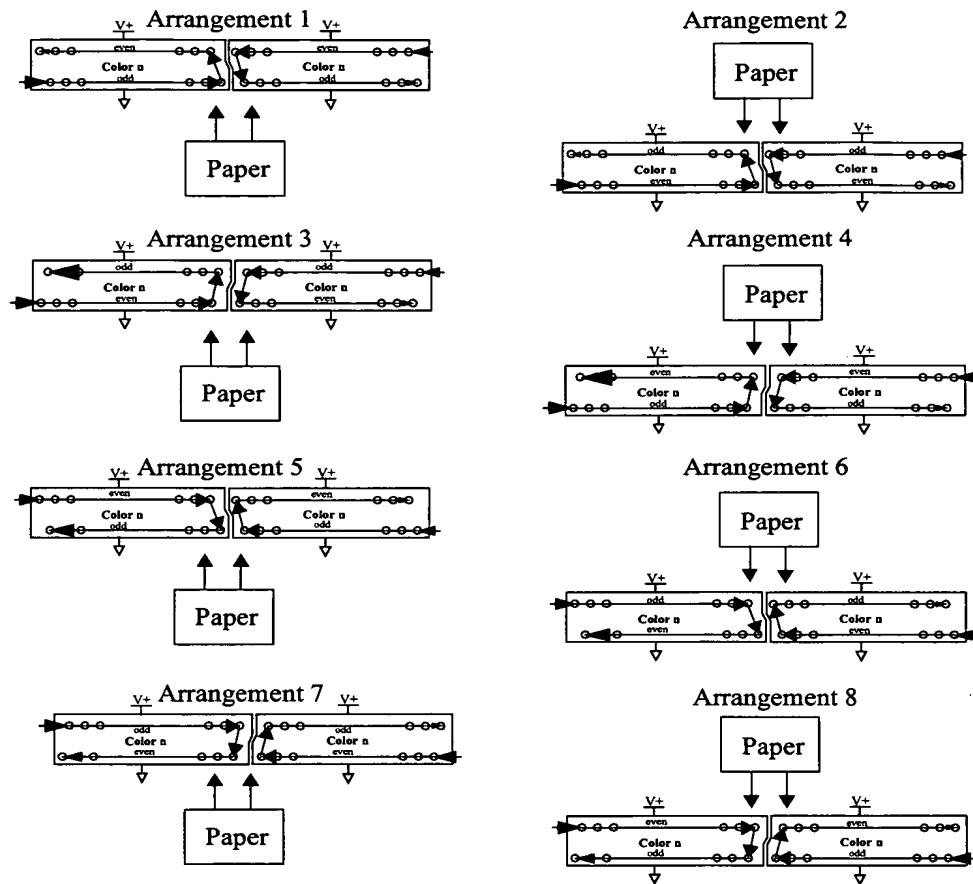 Arrangement 1
V+ V+
even even
Color n Color n
odd odd
Paper
Arrangement 2
Paper
V+ V+
odd odd
Color n Color n
even even
Arrangement 3
V+ V+
odd odd
Color n Color n
even even
Paper
Arrangement 4
Paper
V+ V+
even even
Color n Color n
odd odd
Arrangement 5
V+ V+
even even
Color n Color n
odd odd
Paper
Arrangement 6
Paper
V+ V+
odd odd
Color n Color n
even even
Arrangement 7
V+ V+
odd odd
Color n Color n
even even
Paper
Arrangement 8
Paper
V+ V+
even even
Color n Color n
odd odd